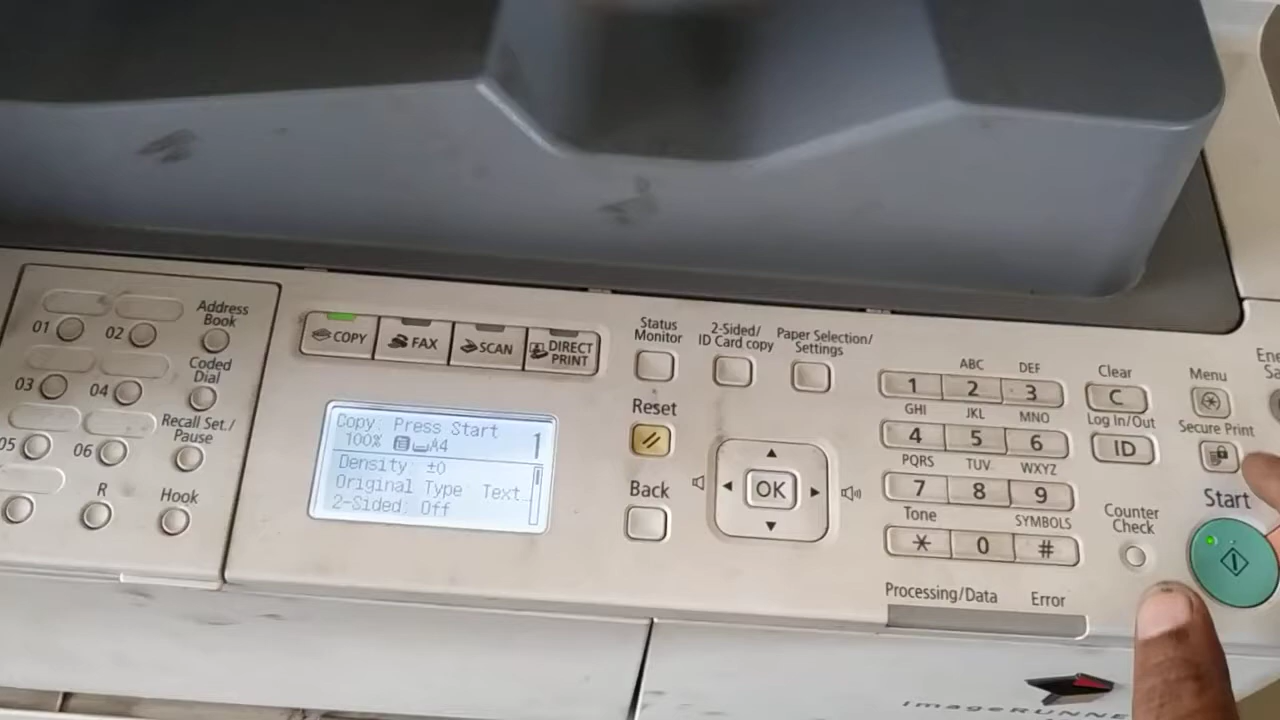 01
02
Address
Book
03
04
Coded
Dial
05
06
Recall Set./
Pause
R
Hook
COPY
FAX
SCAN
DIRECT
PRINT
Copy: Press Start
100% A4 1
Density: ±0
Original Type: Text
2-Sided: Off
Status
Monitor
2-Sided/
ID Card copy
Paper Selection/
Settings
Reset
Back
OK
1
ABC
2
DEF
3
GHI
4
JKL
5
MNO
6
PQRS
7
TUV
8
WXYZ
9
Tone
*
0
SYMBOLS
#
Processing/Data
Error
Clear
C
Log In/Out
ID
Counter
Check
Menu
Secure Print
Start